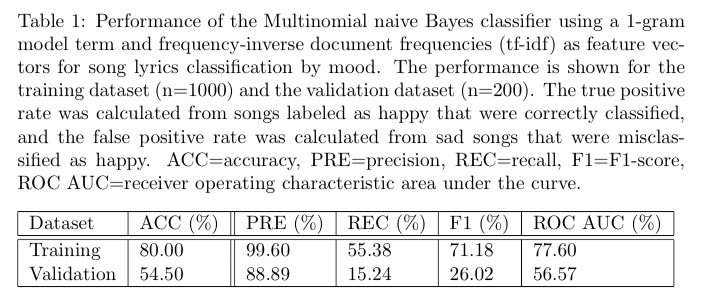 Table 1: Performance of the Multinomial naive Bayes classifier using a 1-gram
model term and frequency-inverse document frequencies (tf-idf) as feature vec-
tors for song lyrics classification by mood. The performance is shown for the
training dataset (n=1000) and the validation dataset (n=200). The true positive
rate was calculated from songs labeled as happy that were correctly classified,
and the false positive rate was calculated from sad songs that were misclas-
sified as happy. ACC=accuracy, PRE=precision, REC=recall, F1=F1-score,
ROC AUC=receiver operating characteristic area under the curve.
Dataset ACC (%) PRE (%) REC (%) F1 (%) ROC AUC (%)
Training 80.00 99.60 55.38 71.18 77.60
Validation 54.50 88.89 15.24 26.02 56.57